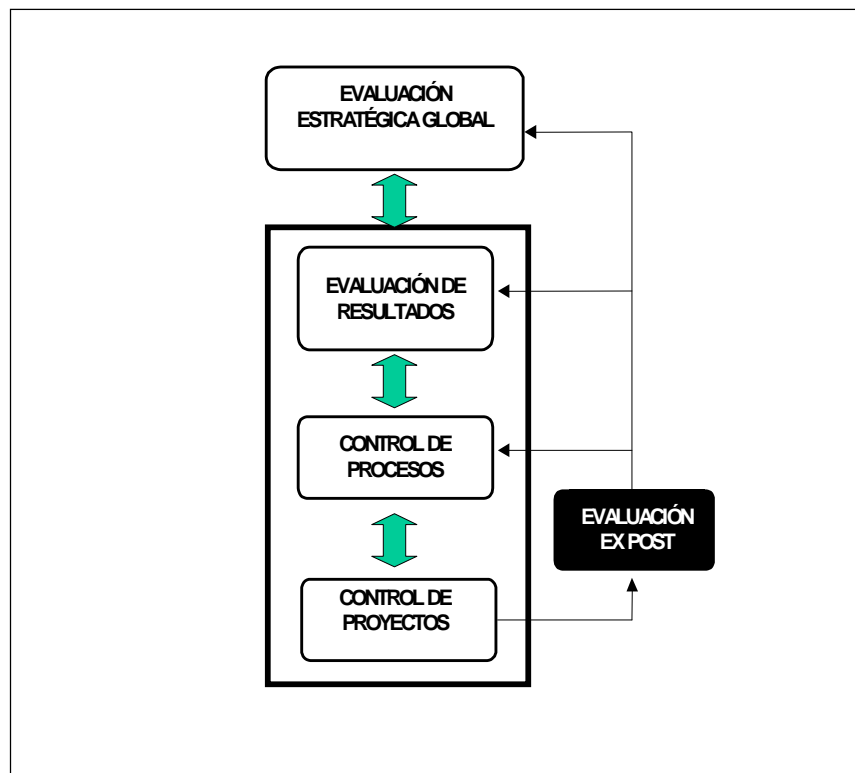 EVALUACIÓN
ESTRATÉGICA GLOBAL
EVALUACIÓN DE
RESULTADOS
CONTROL DE
PROCESOS
EVALUACIÓN
EX POST
CONTROL DE
PROYECTOS